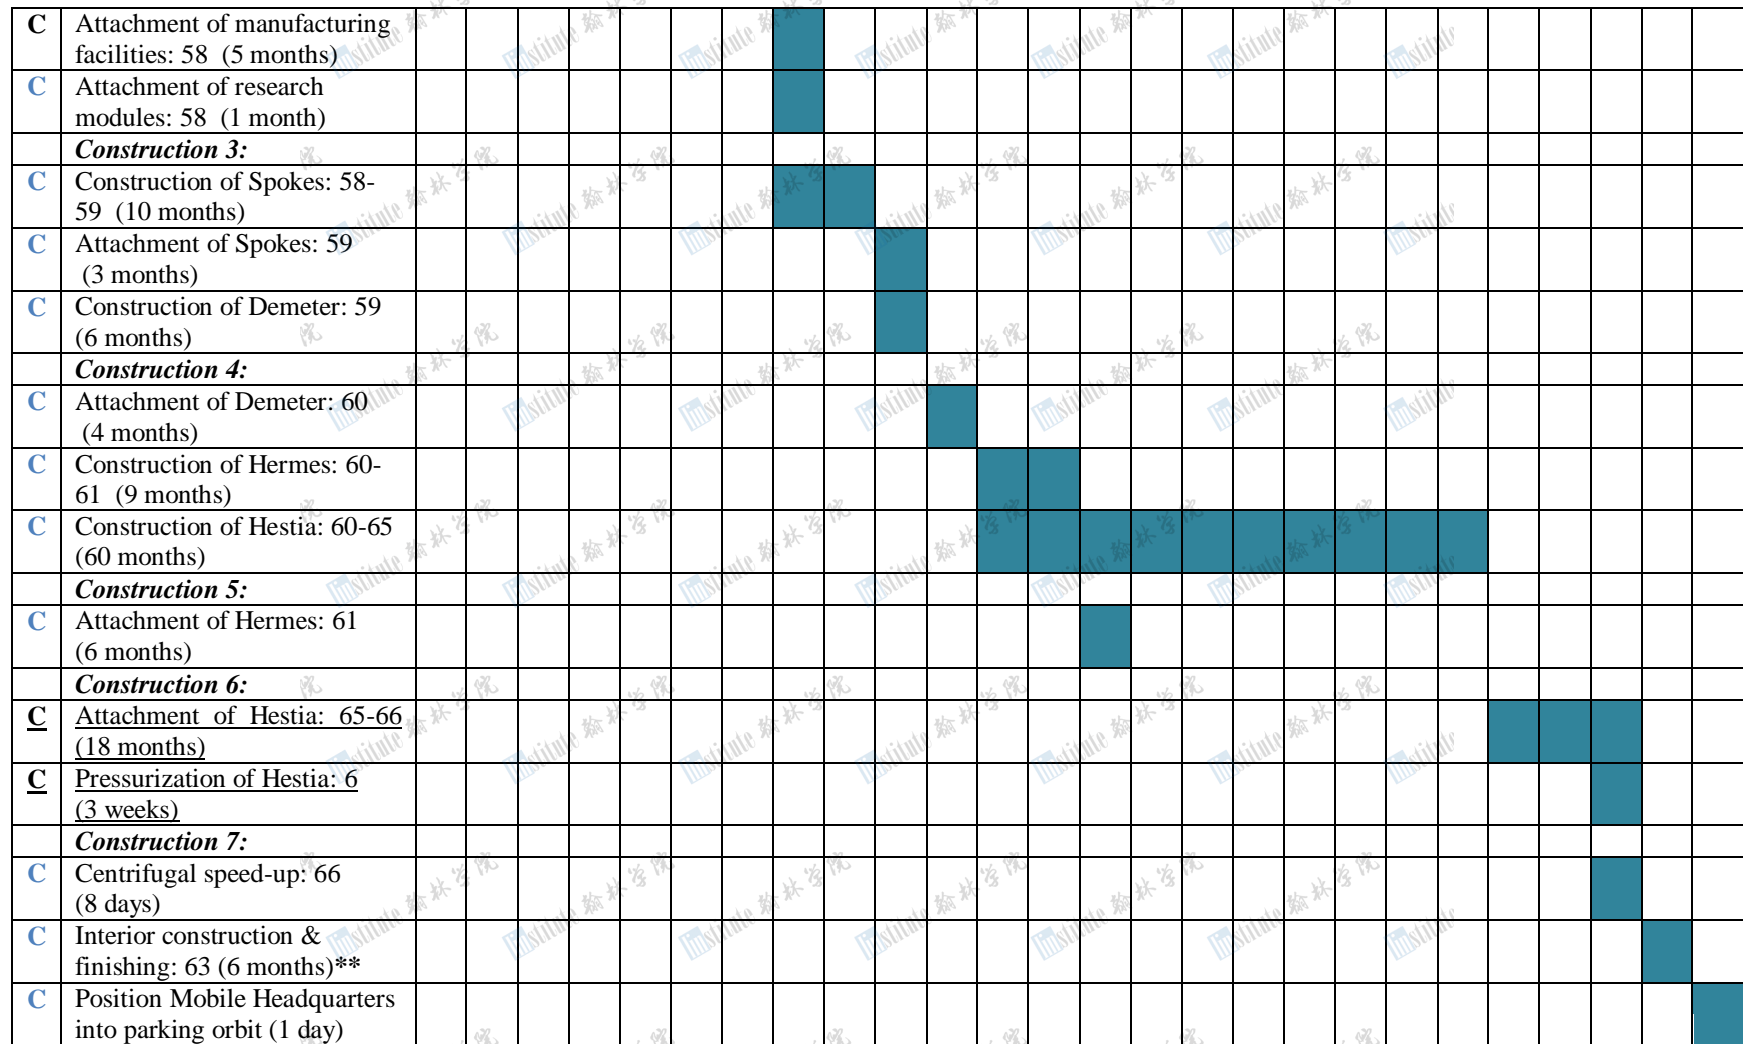 C Attachment of manufacturing
facilities: 58 (5 months)
C Attachment of research
modules: 58 (1 month)
Construction 3:
C Construction of Spokes: 58-
59 (10 months)
C Attachment of Spokes: 59
(3 months)
C Construction of Demeter: 59
(6 months)
Construction 4:
C Attachment of Demeter: 60
(4 months)
C Construction of Hermes: 60-
61 (9 months)
C Construction of Hestia: 60-65
(60 months)
Construction 5:
C Attachment of Hermes: 61
(6 months)
Construction 6:
C Attachment of Hestia: 65-66
(18 months)
C Pressurization of Hestia: 6
(3 weeks)
Construction 7:
C Centrifugal speed-up: 66
(8 days)
C Interior construction &
finishing: 63 (6 months)**
C Position Mobile Headquarters
into parking orbit (1 day)